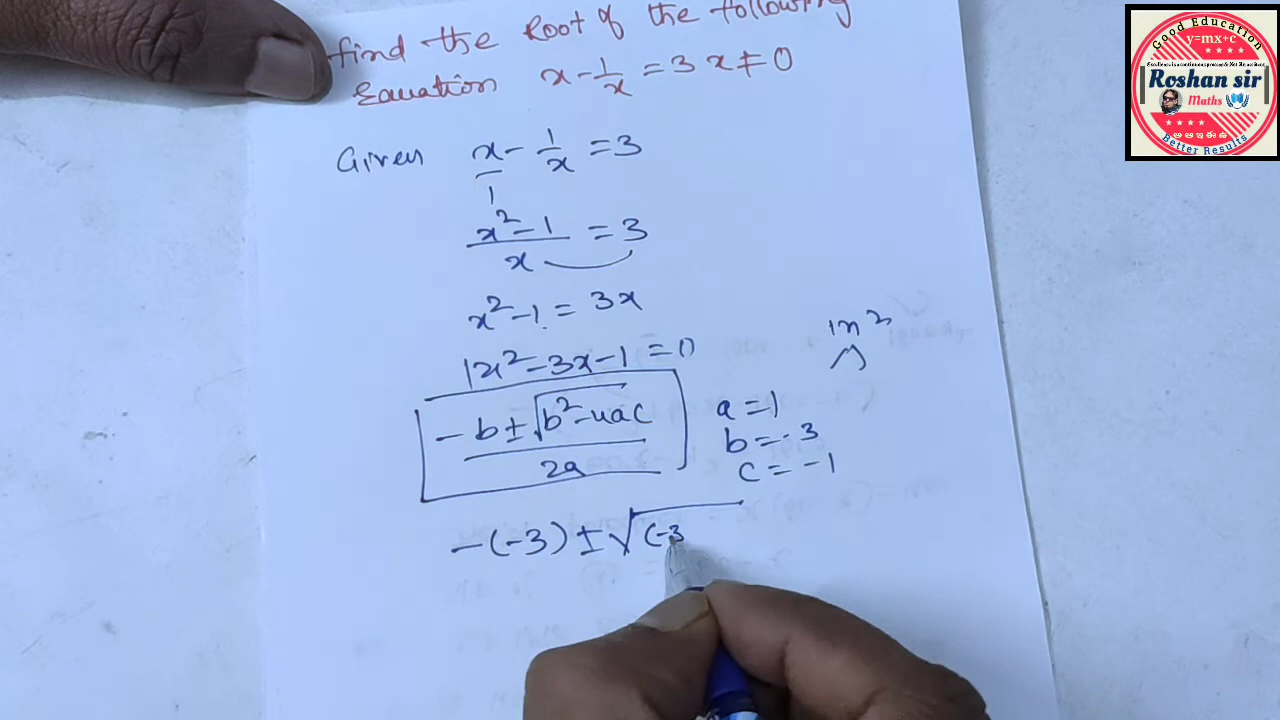 find the Root of the following
Equation x - 1/x = 3 x ≠ 0
Given x - 1/x = 3
1
x² - 1 / x = 3
x² - 1 = 3x
1x² - 3x - 1 = 0
1x²
-b ± √b² - 4ac / 2a
a = 1
b = -3
c = -1
-(-3) ± √(-3
Good Education
y=mx+c
Roshan sir
Maths
Better Results